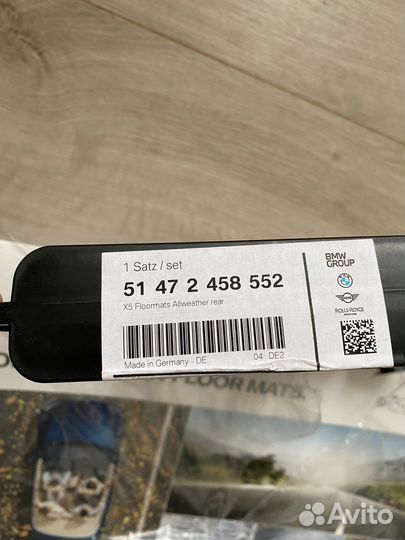 1 Satz / set
51 47 2 458 552
X5 Floormats Allweather rear
Made in Germany - DE
04 DE2
BMW
GROUP
ROLLS-ROYCE
FLOOR MATS.
Avito